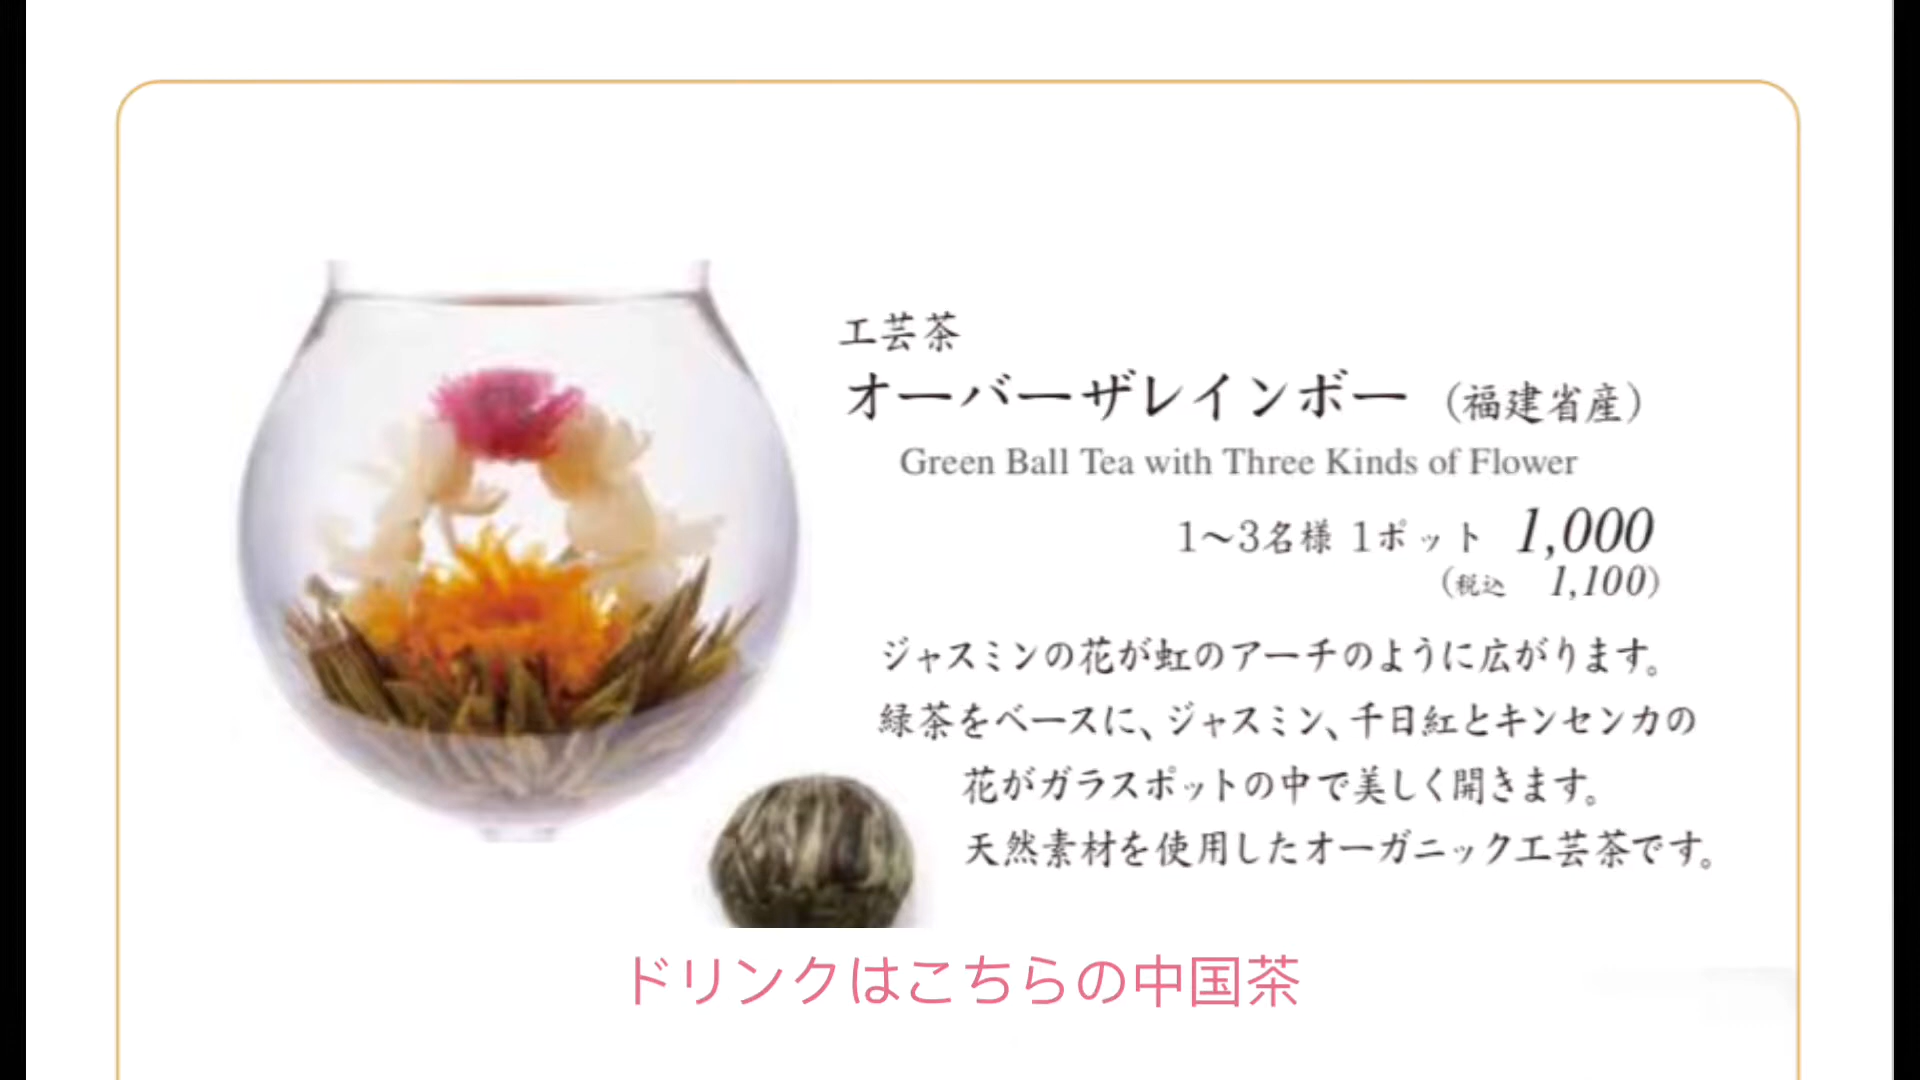 工芸茶
オーバーザレインボー（福建省産）
Green Ball Tea with Three Kinds of Flower
1～3名様 1ポット 1,000
（税込 1,100）
ジャスミンの花が虹のアーチのように広がります。
緑茶をベースに、ジャスミン、千日紅とキンセンカの
花がガラスポットの中で美しく開きます。
天然素材を使用したオーガニック工芸茶です。
ドリンクはこちらの中国茶